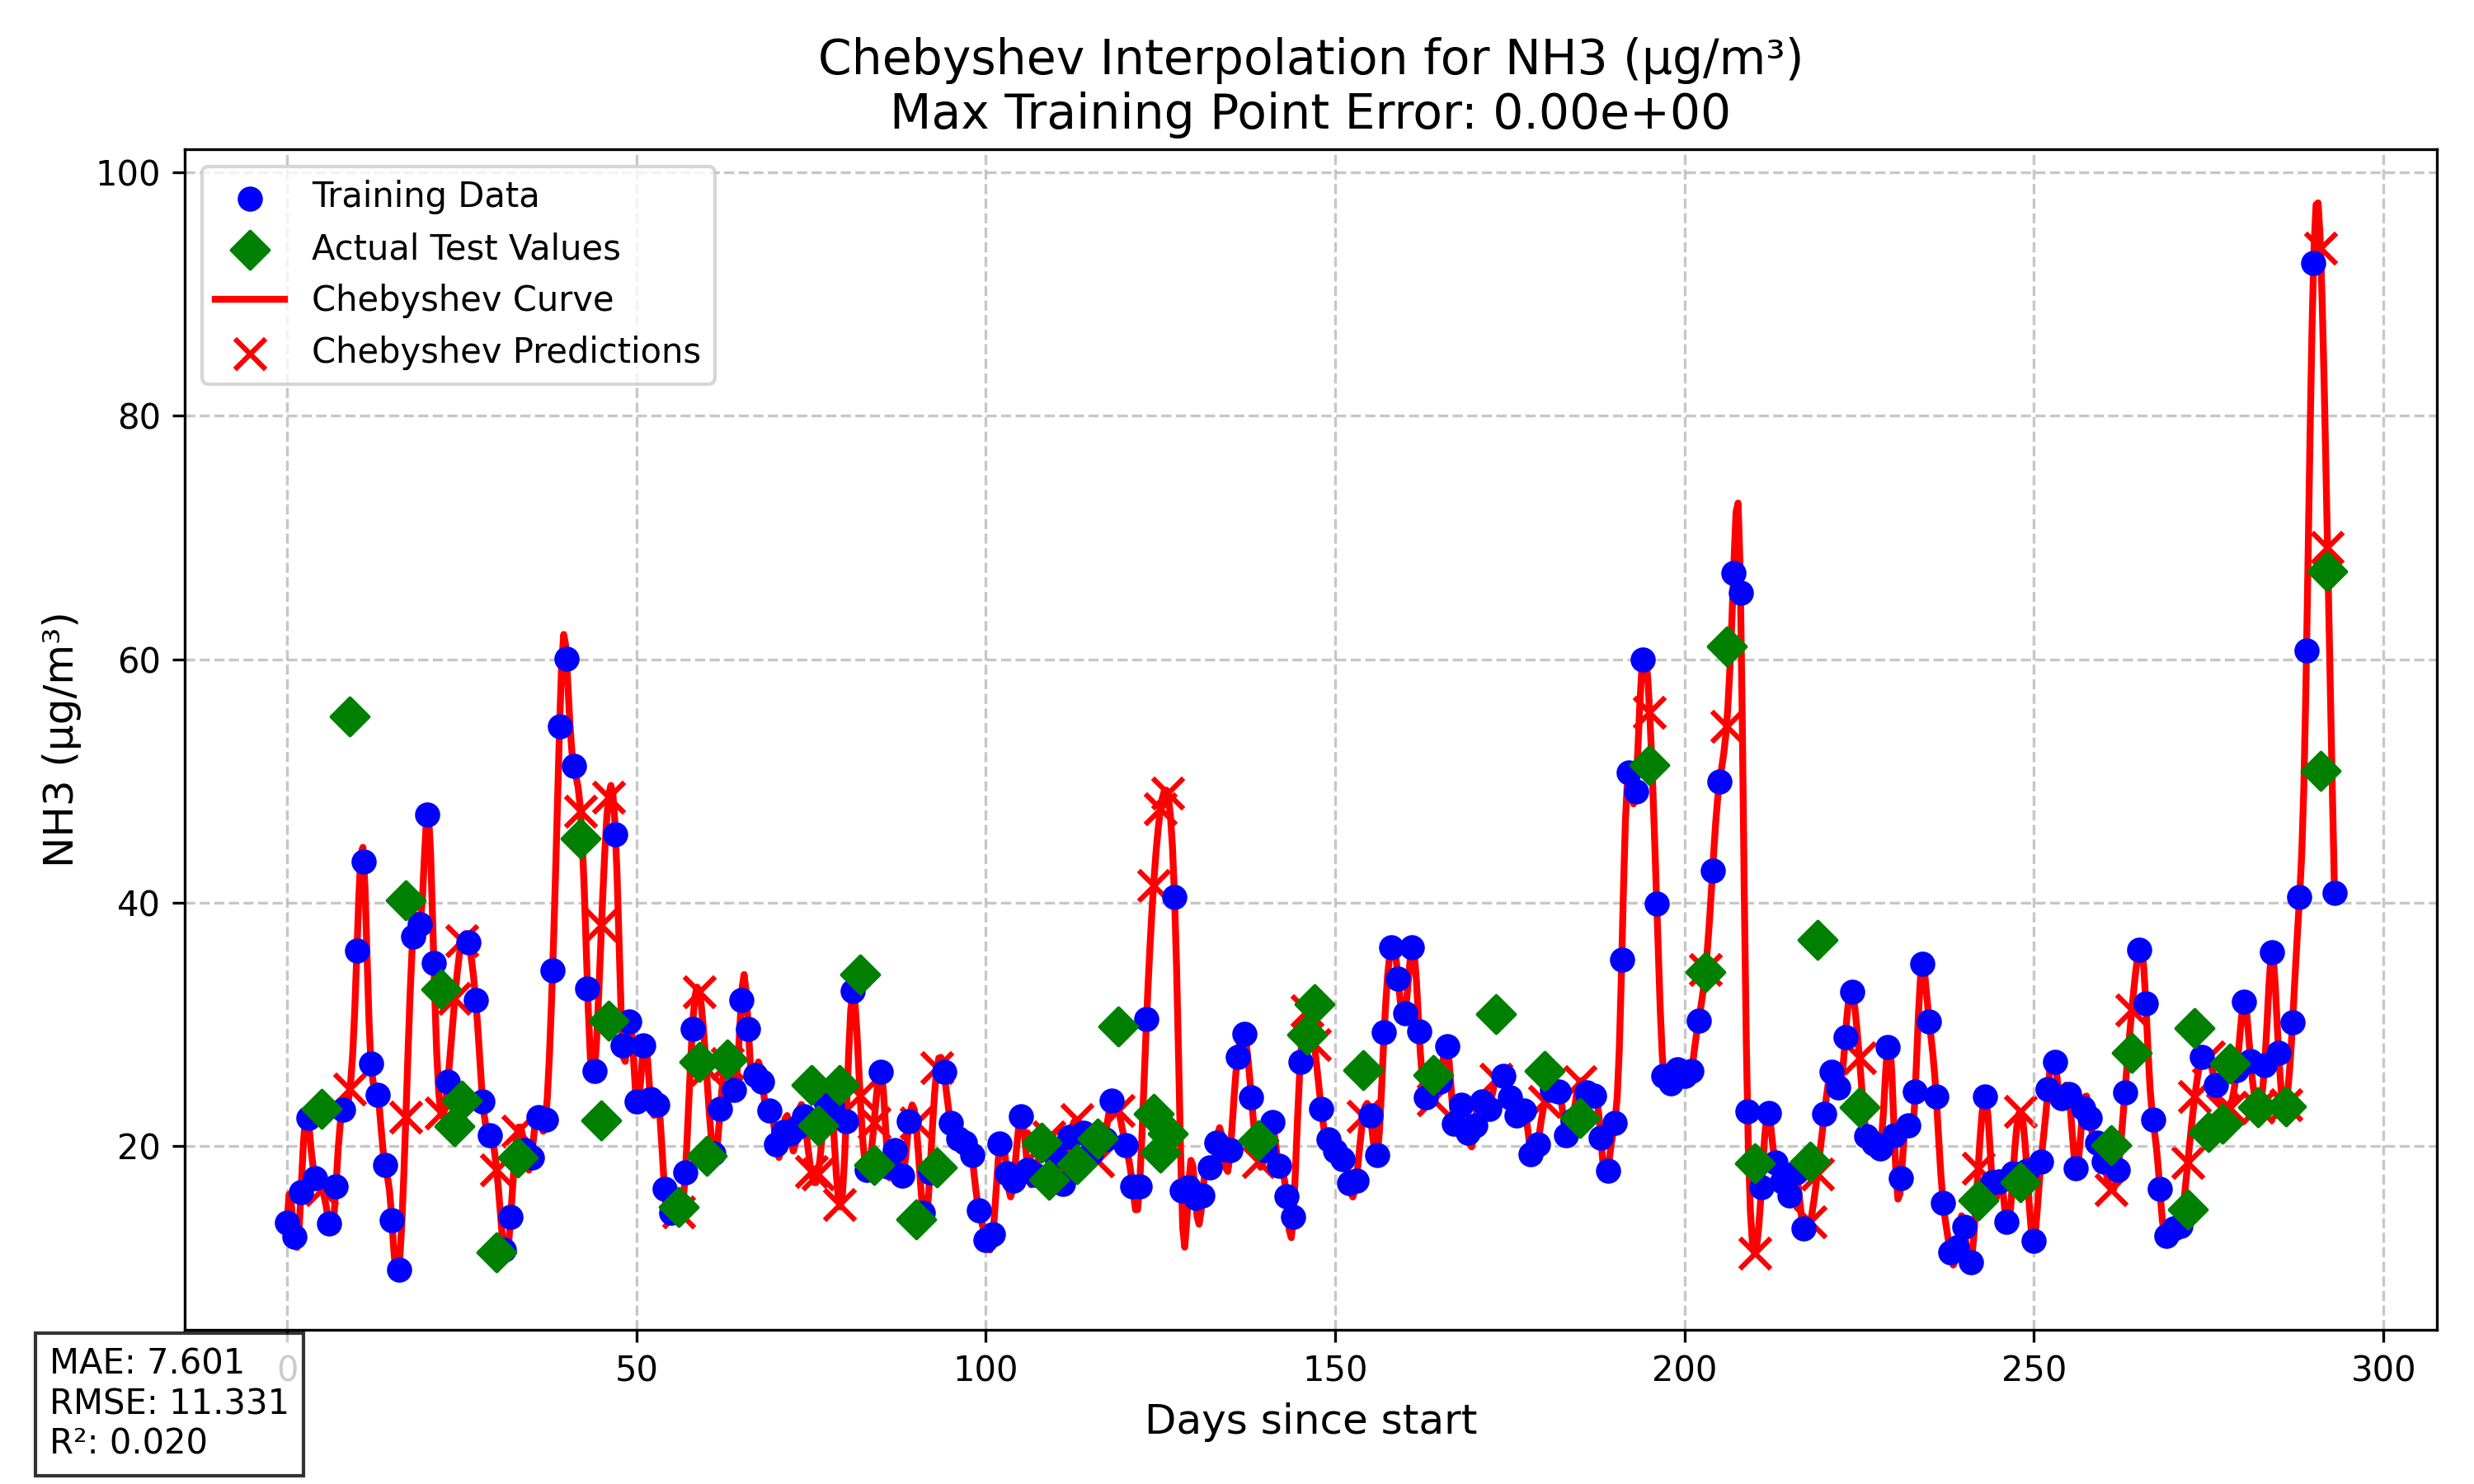 Chebyshev Interpolation for NH3 (µg/m³)
Max Training Point Error: 0.00e+00
100
80
60
40
20
NH3 (µg/m³)
Training Data
Actual Test Values
Chebyshev Curve
Chebyshev Predictions
0
50
100
150
200
250
300
Days since start
MAE: 7.601
RMSE: 11.331
R²: 0.020